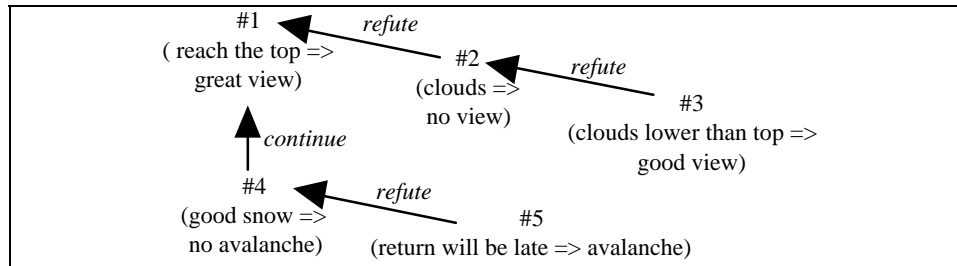 #1
( reach the top =>
great view)
refute
#2
(clouds =>
no view)
refute
#3
(clouds lower than top =>
good view)
continue
#4
(good snow =>
no avalanche)
refute
#5
(return will be late => avalanche)